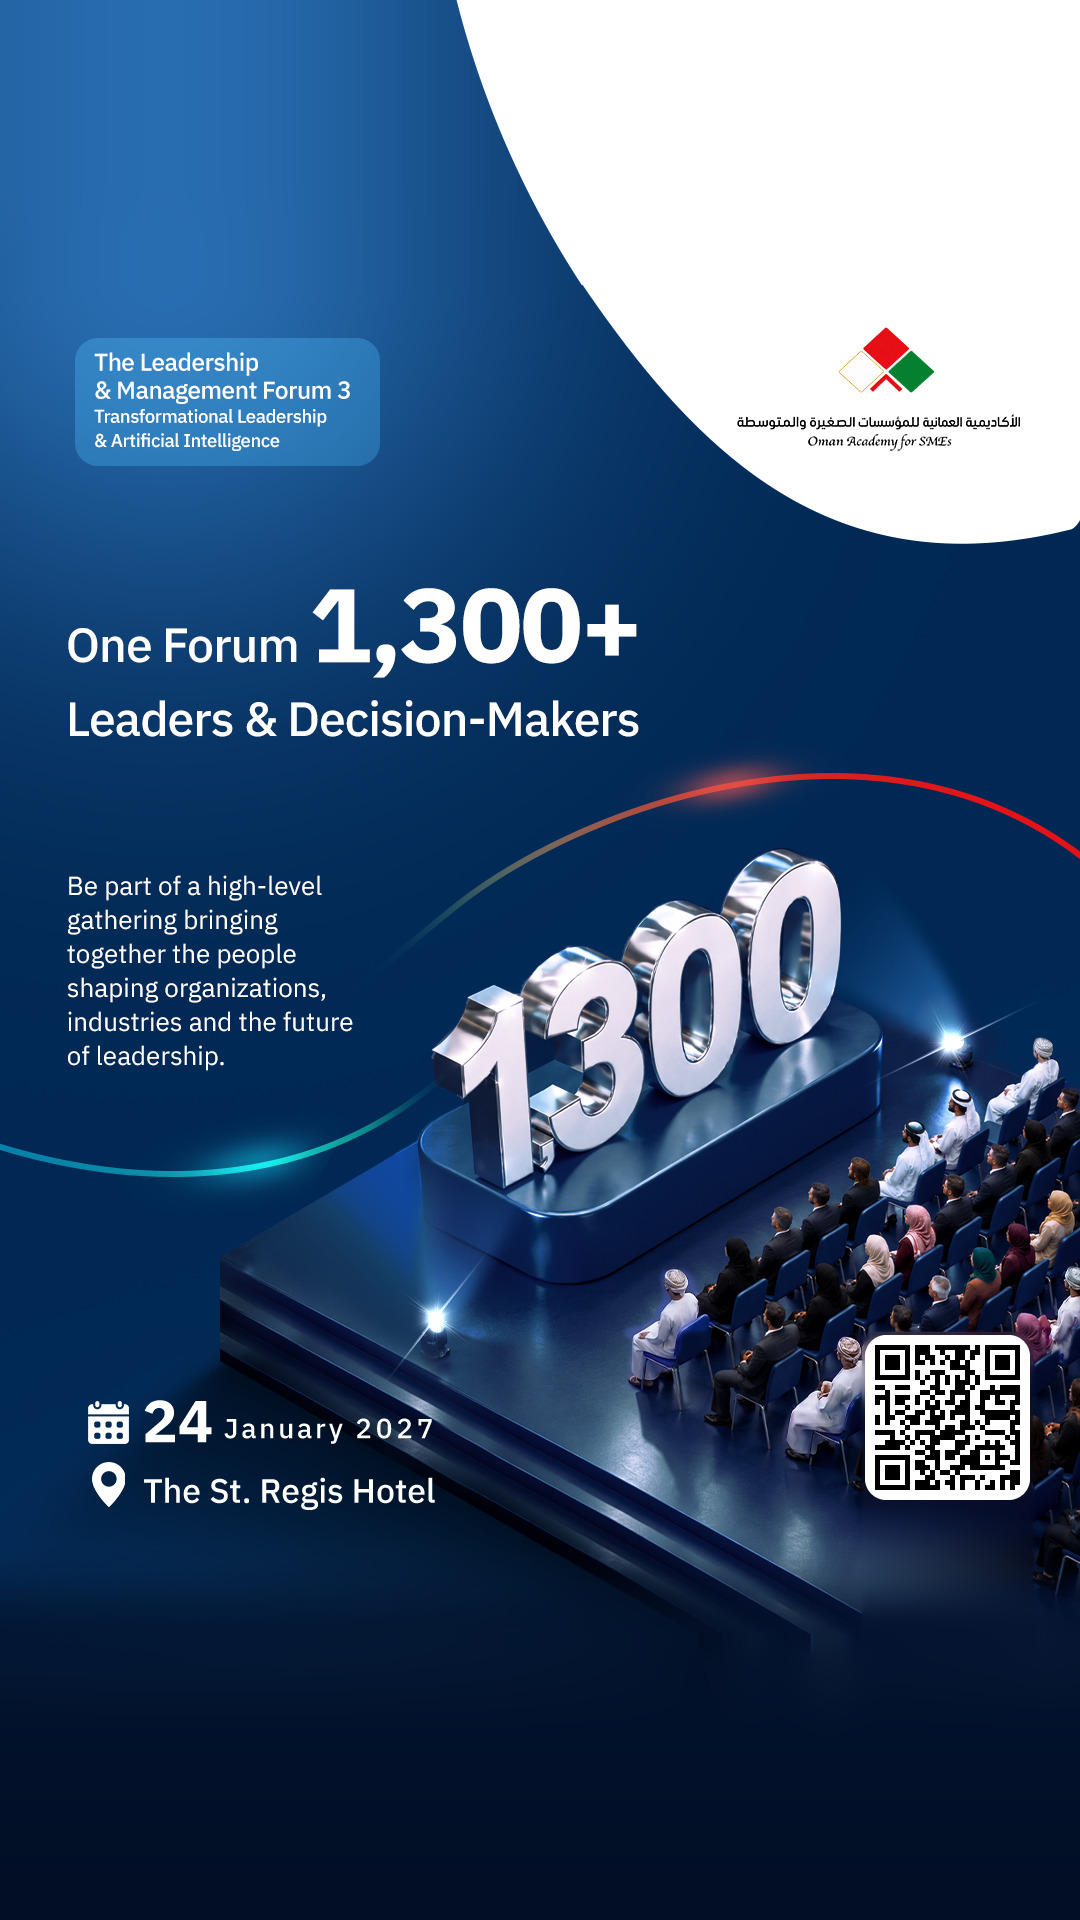 The Leadership
& Management Forum 3
Transformational Leadership
& Artificial Intelligence
الأكاديمية العمانية للمؤسسات الصغيرة والمتوسطة
Oman Academy for SMEs
One Forum 1,300+
Leaders & Decision-Makers
Be part of a high-level
gathering bringing
together the people
shaping organizations,
industries and the future
of leadership.
1,300
24 January 2027
The St. Regis Hotel